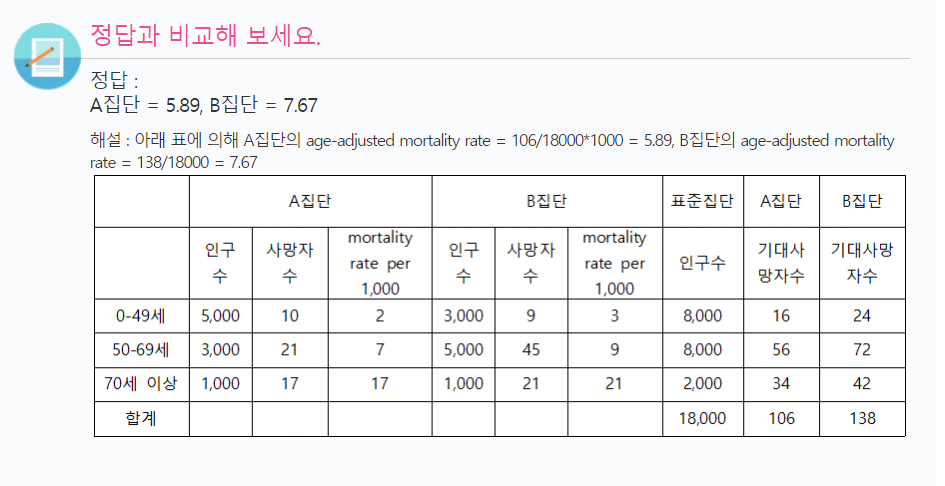 정답과 비교해 보세요.
정답 :
A집단 = 5.89, B집단 = 7.67
해설 : 아래 표에 의해 A집단의 age-adjusted mortality rate = 106/18000*1000 = 5.89, B집단의 age-adjusted mortality
rate = 138/18000 = 7.67
A집단 B집단 표준집단 A집단 B집단
인구수 사망자수 mortality rate per 1,000 인구수 사망자수 mortality rate per 1,000 인구수 기대사망자수 기대사망자수
0-49세 5,000 10 2 3,000 9 3 8,000 16 24
50-69세 3,000 21 7 5,000 45 9 8,000 56 72
70세 이상 1,000 17 17 1,000 21 21 2,000 34 42
합계 18,000 106 138